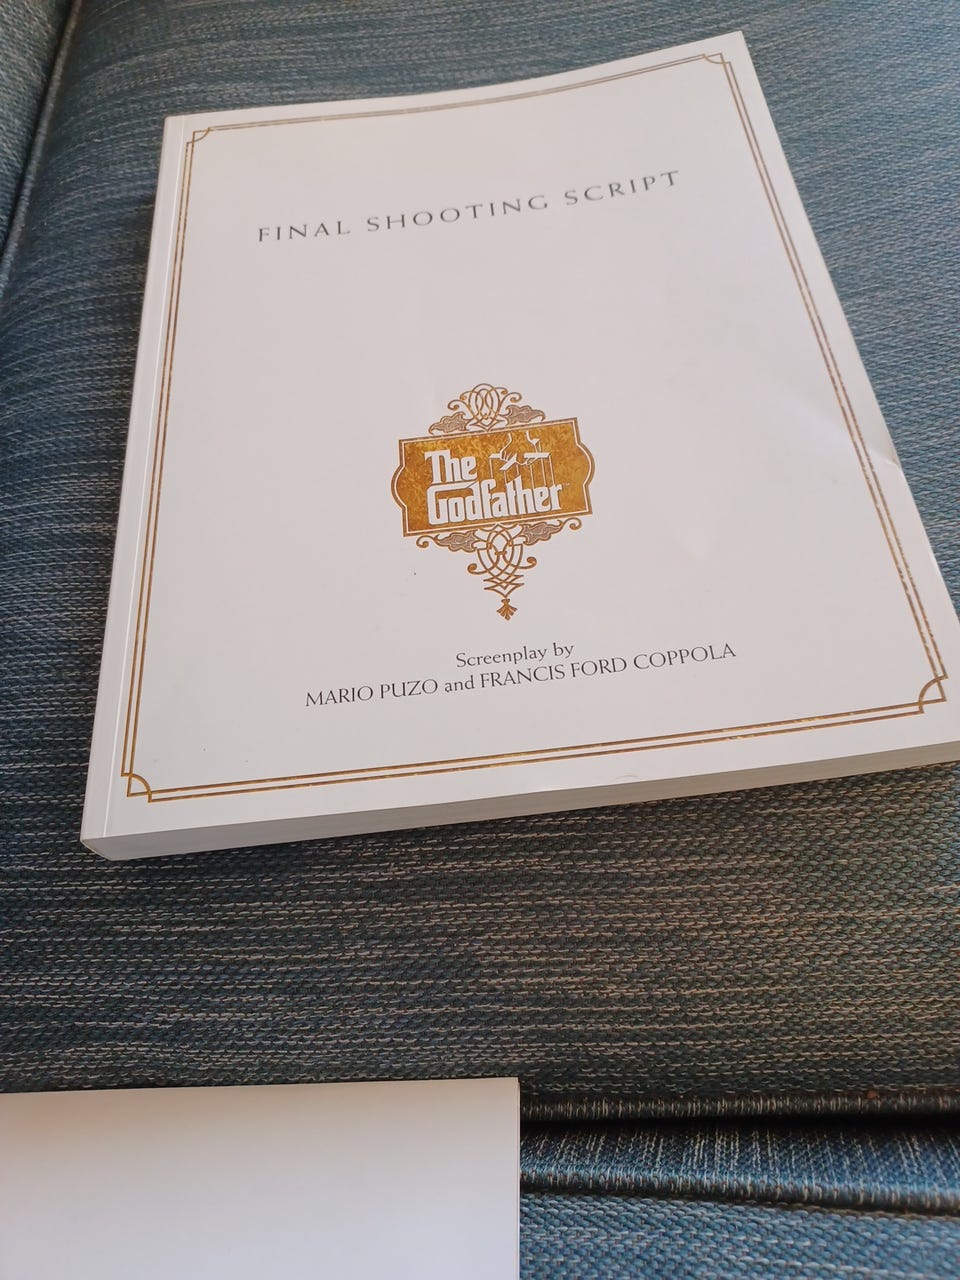 FINAL SHOOTING SCRIPT
The
Godfather
Screenplay by
MARIO PUZO and FRANCIS FORD COPPOLA